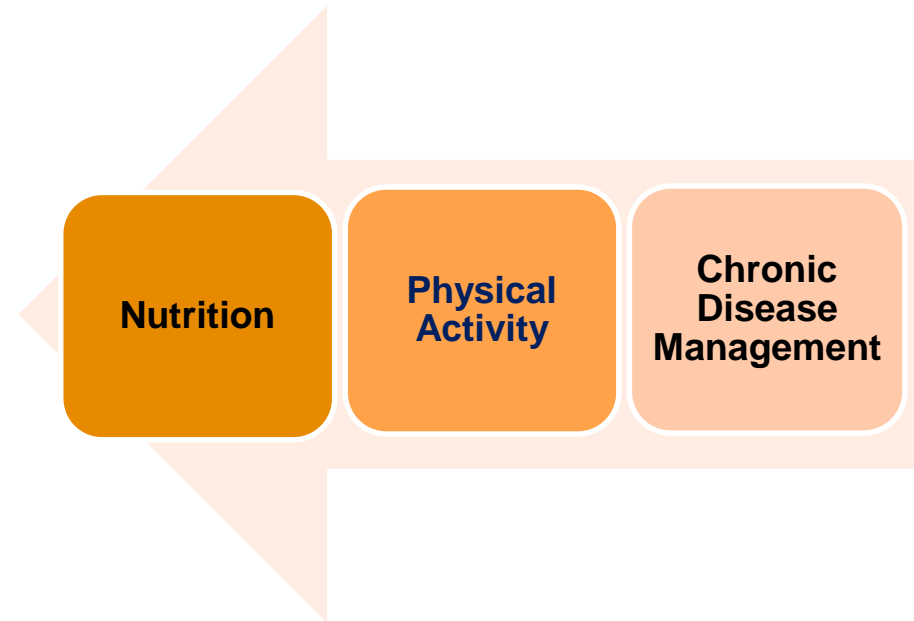 Nutrition
Physical
Activity
Chronic
Disease
Management